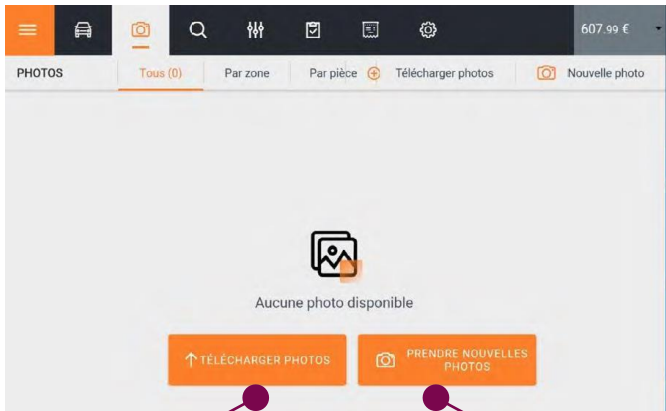 607.99 €
PHOTOS Tous (0) Par zone Par pièce Télécharger photos Nouvelle photo
Aucune photo disponible
TÉLÉCHARGER PHOTOS
PRENDRE NOUVELLES
PHOTOS